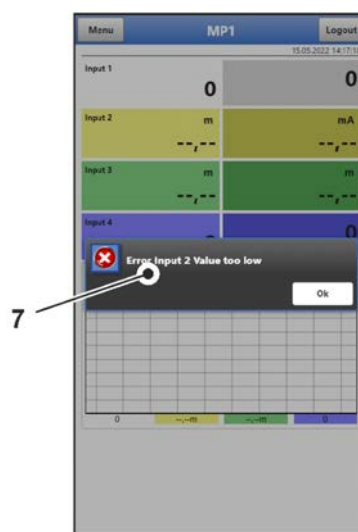 Menu MP1 Logout
15.05.2022 14:17:1
Input 1
0 0
Input 2 m mA
--,-- --,--
Input 3 m m
--,-- --,--
Input 4
0
Error Input 2 Value too low
Ok
7
0 --,--m --,--m 0